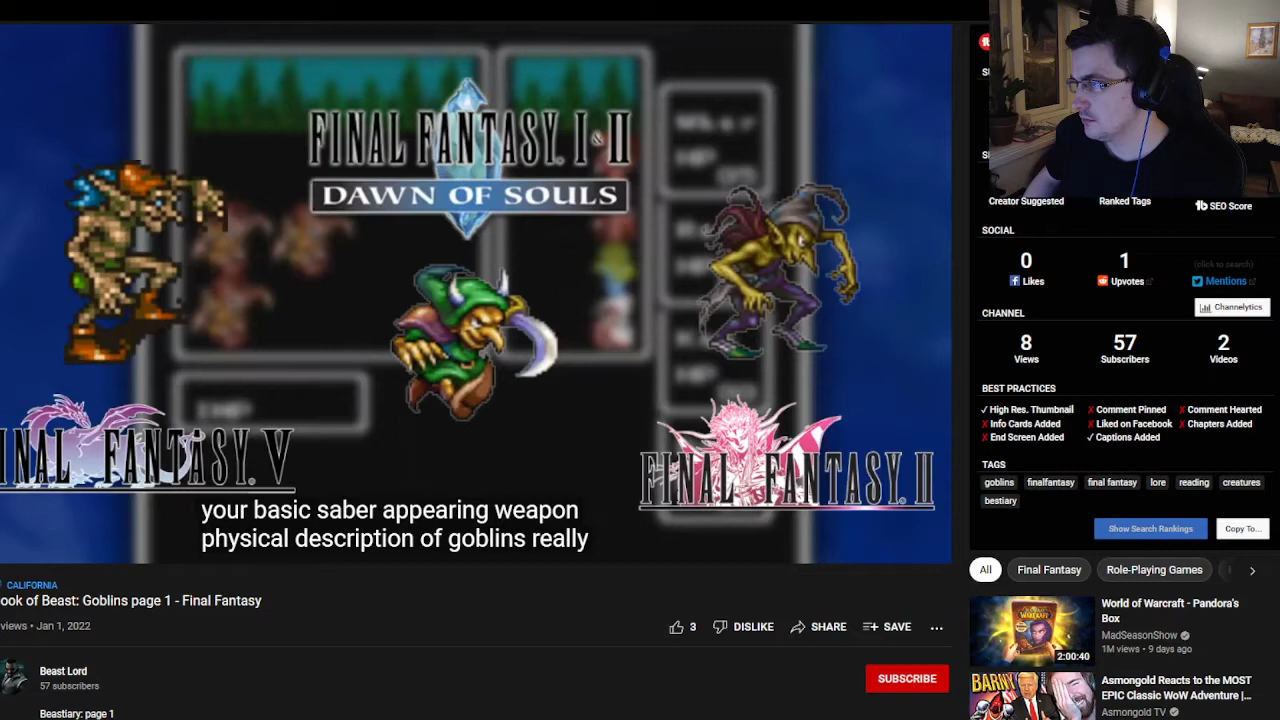 FINAL FANTASY. I & II
DAWN OF SOULS
INAL FANTASY. V
FINAL FANTASY. II
your basic saber appearing weapon
physical description of goblins really
CALIFORNIA
ook of Beast: Goblins page 1 - Final Fantasy
views • Jan 1, 2022
3
DISLIKE
SHARE
SAVE
...
Beast Lord
57 subscribers
SUBSCRIBE
Beastiary: page 1
Creator Suggested
Ranked Tags
SEO Score
SOCIAL
0
1
(click to search)
Likes
Upvotes
Mentions
CHANNEL
Channelytics
8
57
2
Views
Subscribers
Videos
BEST PRACTICES
✓ High Res. Thumbnail
✗ Comment Pinned
✗ Comment Hearted
✗ Info Cards Added
✗ Liked on Facebook
✗ Chapters Added
✗ End Screen Added
✓ Captions Added
TAGS
goblins
finalfantasy
final fantasy
lore
reading
creatures
bestiary
Show Search Rankings
Copy To...
All
Final Fantasy
Role-Playing Games
World of Warcraft - Pandora's
Box
MadSeasonShow
1M views • 9 days ago
2:00:40
BARNY
Asmongold Reacts to the MOST
EPIC Classic WoW Adventure |...
Asmongold TV